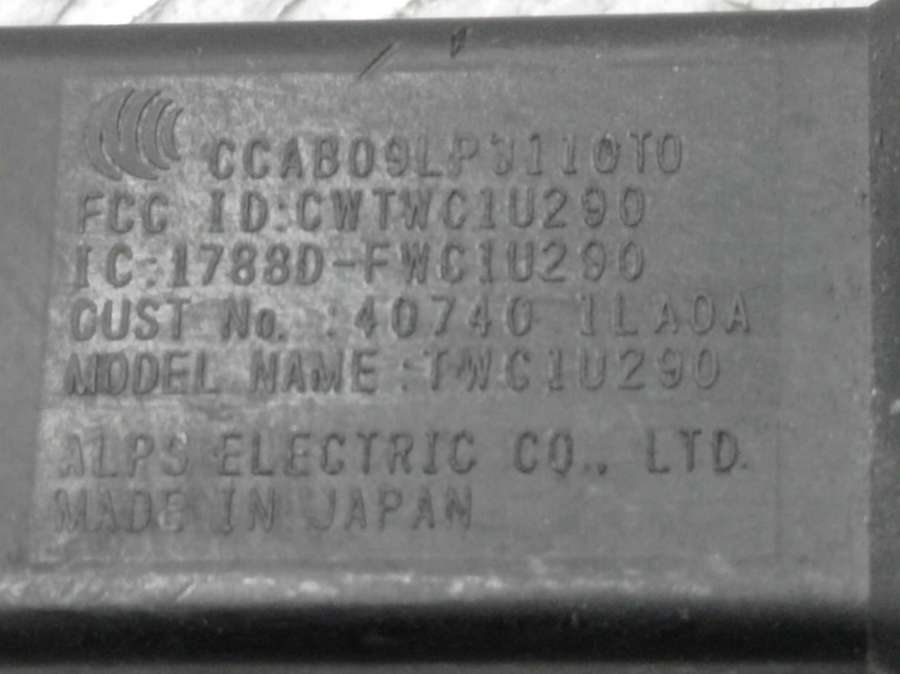 CCAB09LP3110T0
FCC ID:CWTWC1U290
IC:1788D-FWC1U290
CUST No. :40740 1LA0A
MODEL NAME:TWC1U290
ALPS ELECTRIC CO., LTD.
MADE IN JAPAN